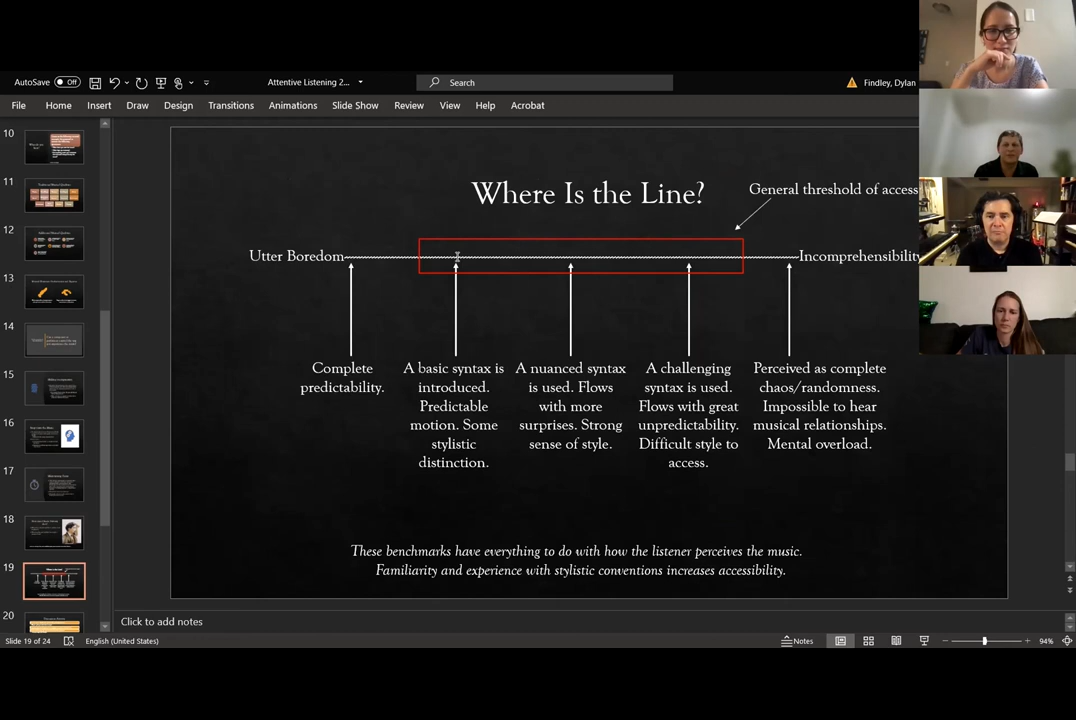 AutoSave Off Attentive Listening 2... Search Findley, Dylan
File Home Insert Draw Design Transitions Animations Slide Show Review View Help Acrobat
10
11
12
13
14
15
16
17
18
19
20
Where Is the Line?
General threshold of access
Utter Boredom
Incomprehensibility
Complete
predictability.
A basic syntax is
introduced.
Predictable
motion. Some
stylistic
distinction.
A nuanced syntax
is used. Flows
with more
surprises. Strong
sense of style.
A challenging
syntax is used.
Flows with great
unpredictability.
Difficult style to
access.
Perceived as complete
chaos/randomness.
Impossible to hear
musical relationships.
Mental overload.
These benchmarks have everything to do with how the listener perceives the music.
Familiarity and experience with stylistic conventions increases accessibility.
Click to add notes
Slide 19 of 24 English (United States) Notes 94%